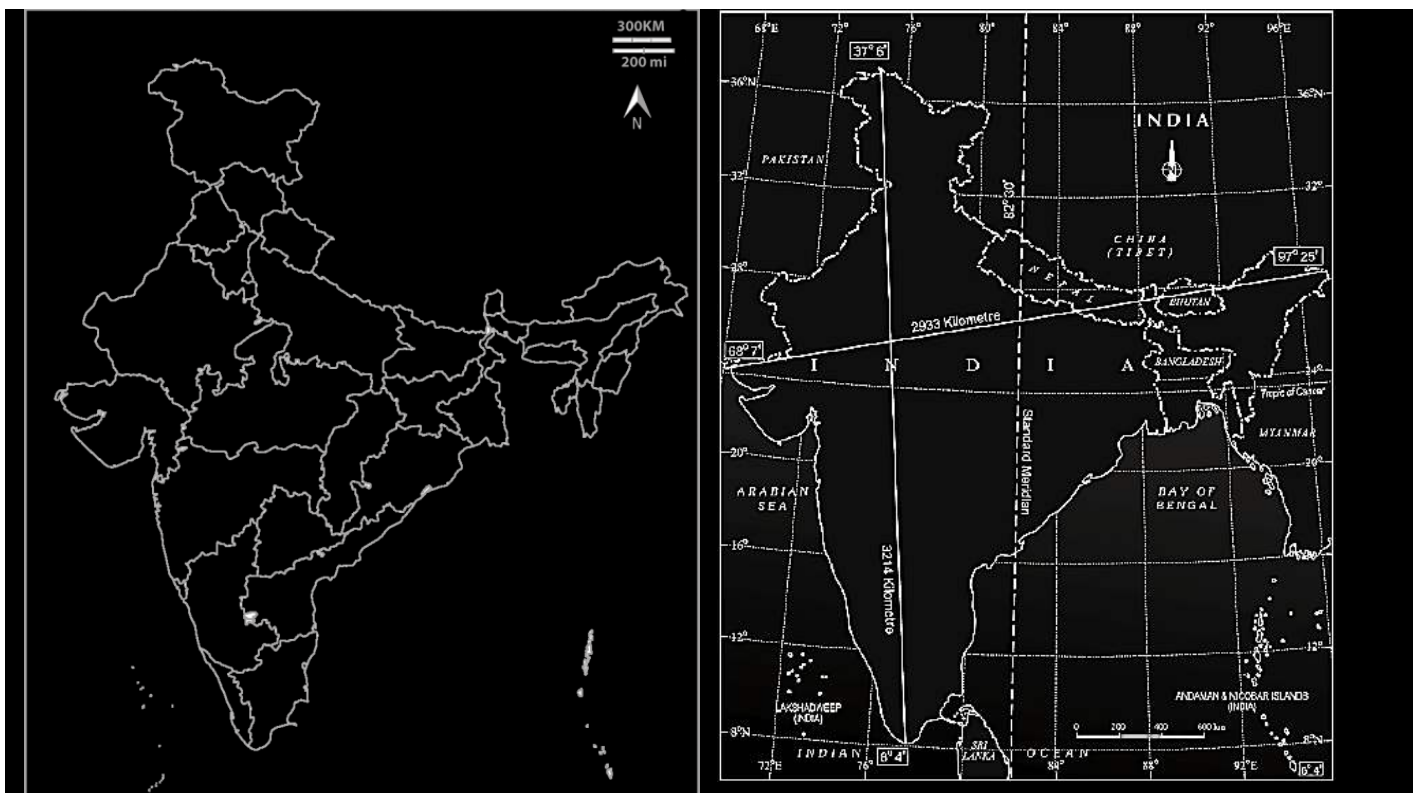 300KM
200 mi
N
68°E
72°
76°
80°
84°
88°
92°
96°E
37° 6'
36°N
36°N
INDIA
N
PAKISTAN
32°
32°
82° 30'
CHINA
(TIBET)
97° 25'
28°
NEPAL
BHUTAN
2933 Kilometre
68° 7'
I N D I A
BANGLADESH
24°
Tropic of Cancer
MYANMAR
Standard Meridian
20°
20°
ARABIAN
SEA
BAY OF
BENGAL
16°
3214 Kilometre
12°
12°
LAKSHADWEEP
(INDIA)
ANDAMAN & NICOBAR ISLANDS
(INDIA)
0 200 400 600 km
8°N
8°N
INDIAN
SRI
LANKA
OCEAN
8° 4'
6° 4'
72°E
76°
84°
88°
92°E